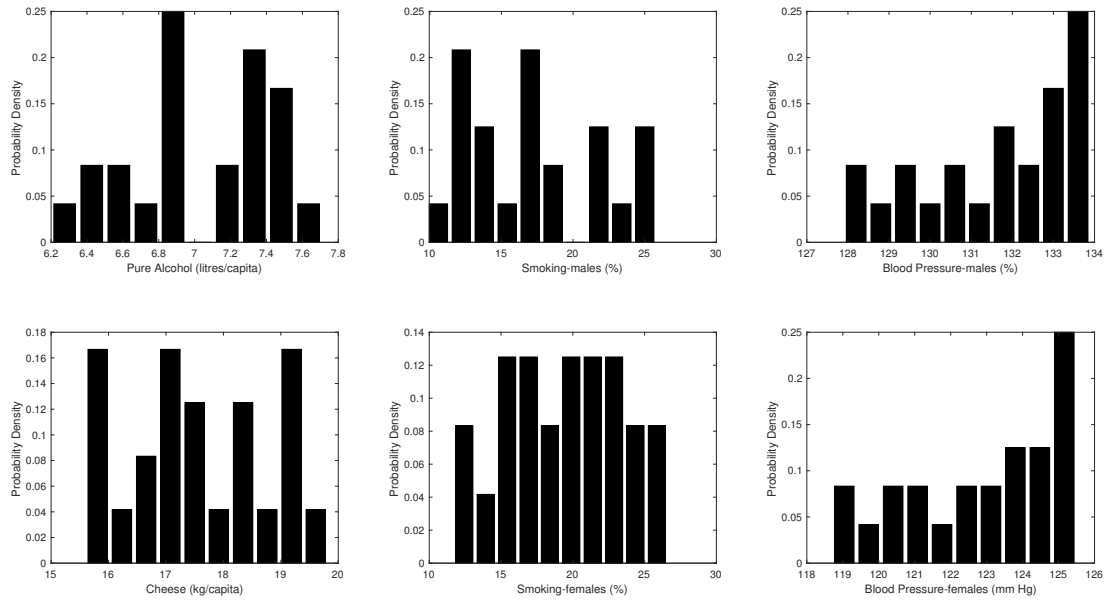 0.25
0.2
0.15
0.1
0.05
0
6.2 6.4 6.6 6.8 7 7.2 7.4 7.6 7.8
Pure Alcohol (litres/capita)
Probability Density
0.25
0.2
0.15
0.1
0.05
0
10 15 20 25 30
Smoking-males (%)
Probability Density
0.25
0.2
0.15
0.1
0.05
0
127 128 129 130 131 132 133 134
Blood Pressure-males (%)
Probability Density
0.18
0.16
0.14
0.12
0.1
0.08
0.06
0.04
0.02
0
15 16 17 18 19 20
Cheese (kg/capita)
Probability Density
0.14
0.12
0.1
0.08
0.06
0.04
0.02
0
10 15 20 25 30
Smoking-females (%)
Probability Density
0.25
0.2
0.15
0.1
0.05
0
118 119 120 121 122 123 124 125 126
Blood Pressure-females (mm Hg)
Probability Density